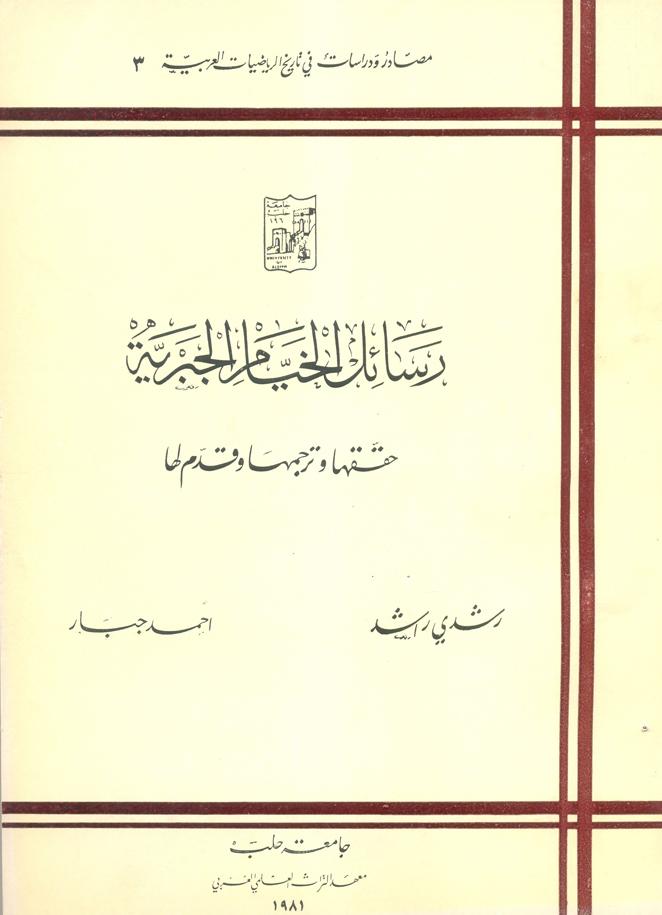 مصادر ودراسات في تاريخ الرياضيات العربية ٣
جامعة
حلب
١٩٦
UNIVERSITY
OF
ALEPPO
رسائل الخيام الجبرية
حققها وترجمها وقدم لها
رشدي راشد
احمد جبار
جامعة حلب
معهد التراث العلمي العربي
١٩٨١